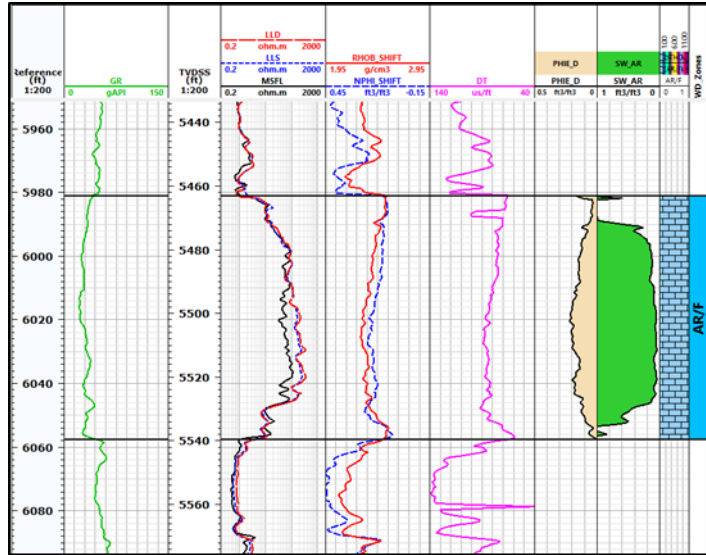 Reference
(ft)
1:200
GR
0 gAPI 150
TVDSS
(ft)
1:200
LLD
0.2 ohm.m 2000
LLS
0.2 ohm.m 2000
MSFL
0.2 ohm.m 2000
RHOB_SHIFT
1.95 g/cm3 2.95
NPHI_SHIFT
0.45 ft3/ft3 -0.15
DT
140 us/ft 40
PHIE_D
PHIE_D
0.5 ft3/ft3 0
SW_AR
SW_AR
1 ft3/ft3 0
AR/F
0 1
WD_Zones
5960
5980
6000
6020
6040
6060
6080
5440
5460
5480
5500
5520
5540
5560
AR/F